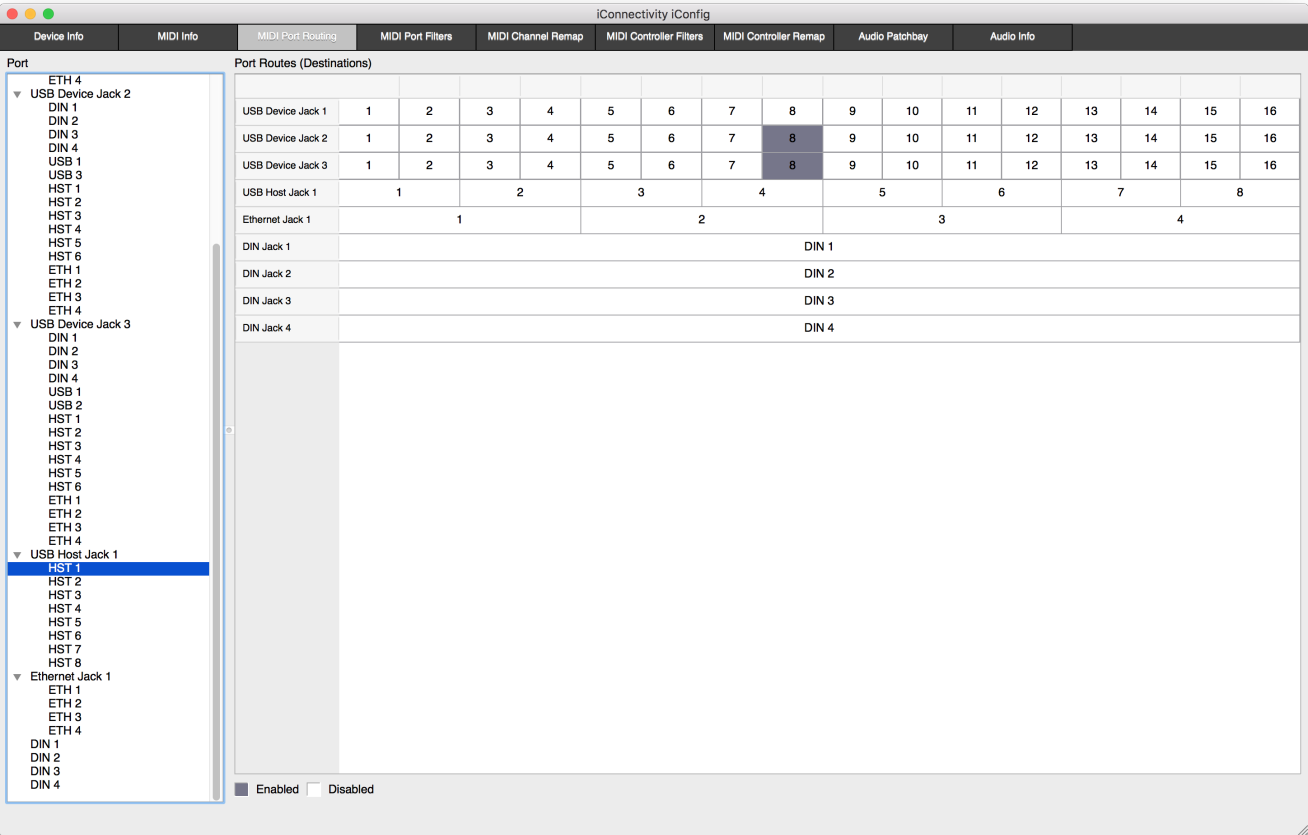 iConnectivity iConfig
Device Info MIDI Info MIDI Port Routing MIDI Port Filters MIDI Channel Remap MIDI Controller Filters MIDI Controller Remap Audio Patchbay Audio Info
Port
ETH 4
USB Device Jack 2
DIN 1
DIN 2
DIN 3
DIN 4
USB 1
USB 3
HST 1
HST 2
HST 3
HST 4
HST 5
HST 6
ETH 1
ETH 2
ETH 3
ETH 4
USB Device Jack 3
DIN 1
DIN 2
DIN 3
DIN 4
USB 1
USB 2
HST 1
HST 2
HST 3
HST 4
HST 5
HST 6
ETH 1
ETH 2
ETH 3
ETH 4
USB Host Jack 1
HST 1
HST 2
HST 3
HST 4
HST 5
HST 6
HST 7
HST 8
Ethernet Jack 1
ETH 1
ETH 2
ETH 3
ETH 4
DIN 1
DIN 2
DIN 3
DIN 4
Port Routes (Destinations)
USB Device Jack 1 1 2 3 4 5 6 7 8 9 10 11 12 13 14 15 16
USB Device Jack 2 1 2 3 4 5 6 7 8 9 10 11 12 13 14 15 16
USB Device Jack 3 1 2 3 4 5 6 7 8 9 10 11 12 13 14 15 16
USB Host Jack 1 1 2 3 4 5 6 7 8
Ethernet Jack 1 1 2 3 4
DIN Jack 1 DIN 1
DIN Jack 2 DIN 2
DIN Jack 3 DIN 3
DIN Jack 4 DIN 4
Enabled Disabled